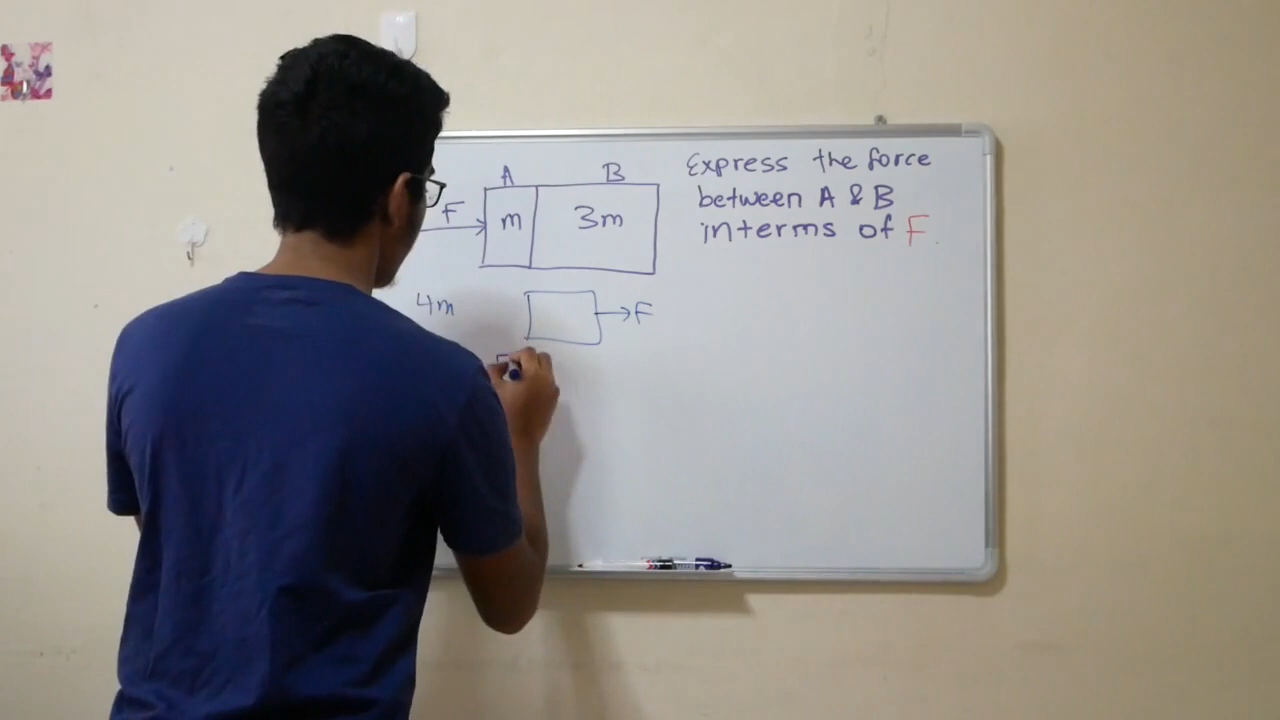 A B
F m 3m
Express the force
between A & B
interms of F.
4m
F
F